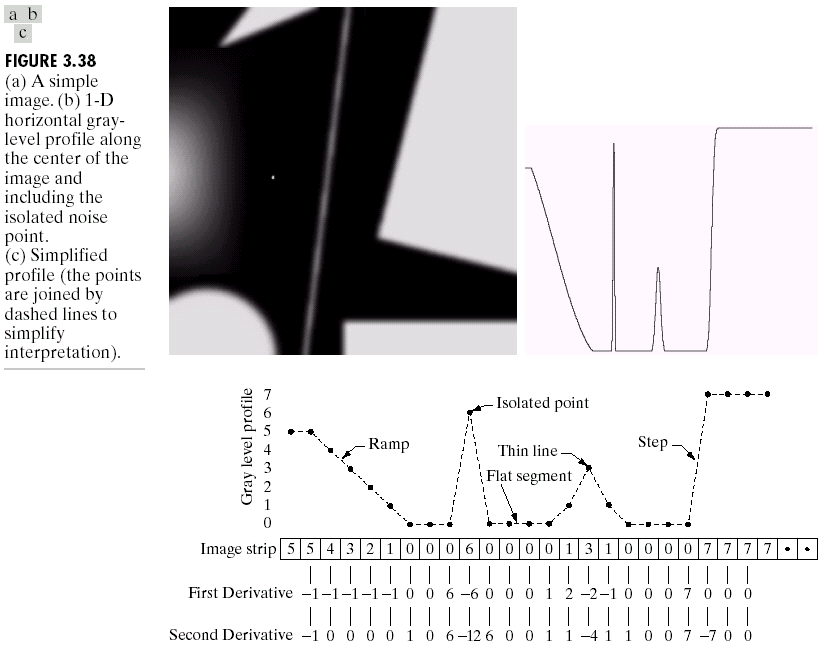 a b
c
FIGURE 3.38
(a) A simple
image. (b) 1-D
horizontal gray-
level profile along
the center of the
image and
including the
isolated noise
point.
(c) Simplified
profile (the points
are joined by
dashed lines to
simplify
interpretation).
Gray level profile
7
6
5
4
3
2
1
0
Isolated point
Ramp
Thin line
Flat segment
Step
Image strip 5 5 4 3 2 1 0 0 0 6 0 0 0 0 1 3 1 0 0 0 0 7 7 7 7 • •
First Derivative −1 −1 −1 −1 −1 0 0 6 −6 0 0 0 1 2 −2 −1 0 0 0 7 0 0 0
Second Derivative −1 0 0 0 0 1 0 6 −12 6 0 0 1 1 −4 1 1 0 0 7 −7 0 0